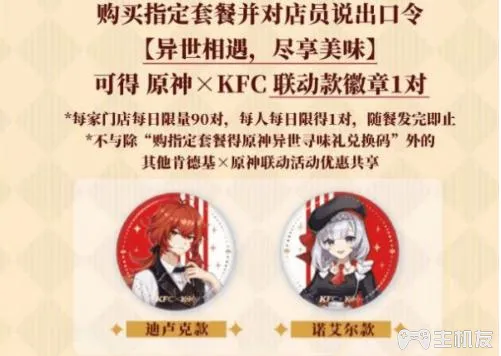 购买指定套餐并对店员说出口令
【异世相遇，尽享美味】
可得 原神×KFC 联动款徽章1对
*每家门店每日限量90对，每人每日限得1对，随餐发完即止
*不与除“购指定套餐得原神异世寻味礼兑换码”外的
其他肯德基×原神联动活动优惠共享
迪卢克款
诺艾尔款
主机友